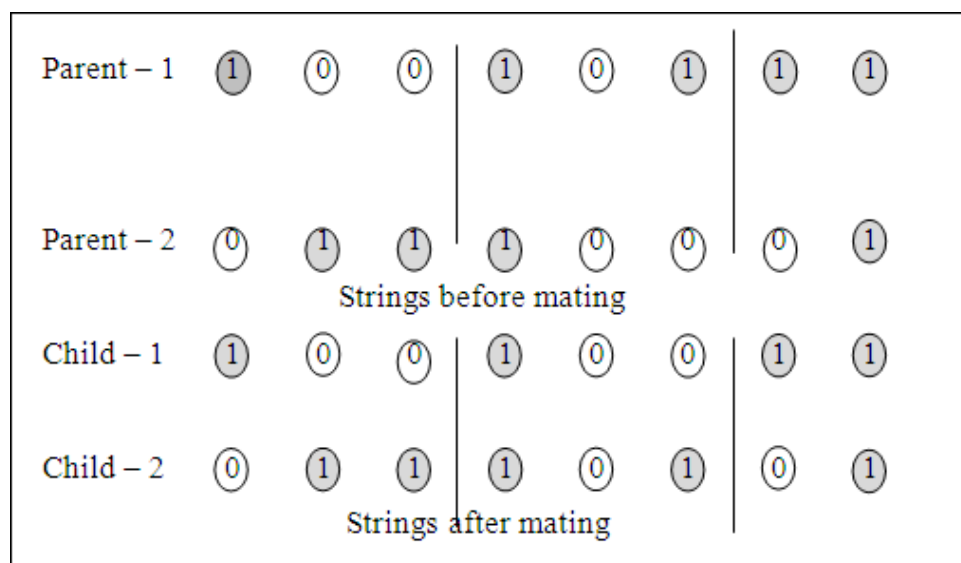 Parent – 1 1 0 0 1 0 1 1 1
Parent – 2 0 1 1 1 0 0 0 1
Strings before mating
Child – 1 1 0 0 1 0 0 1 1
Child – 2 0 1 1 1 0 1 0 1
Strings after mating